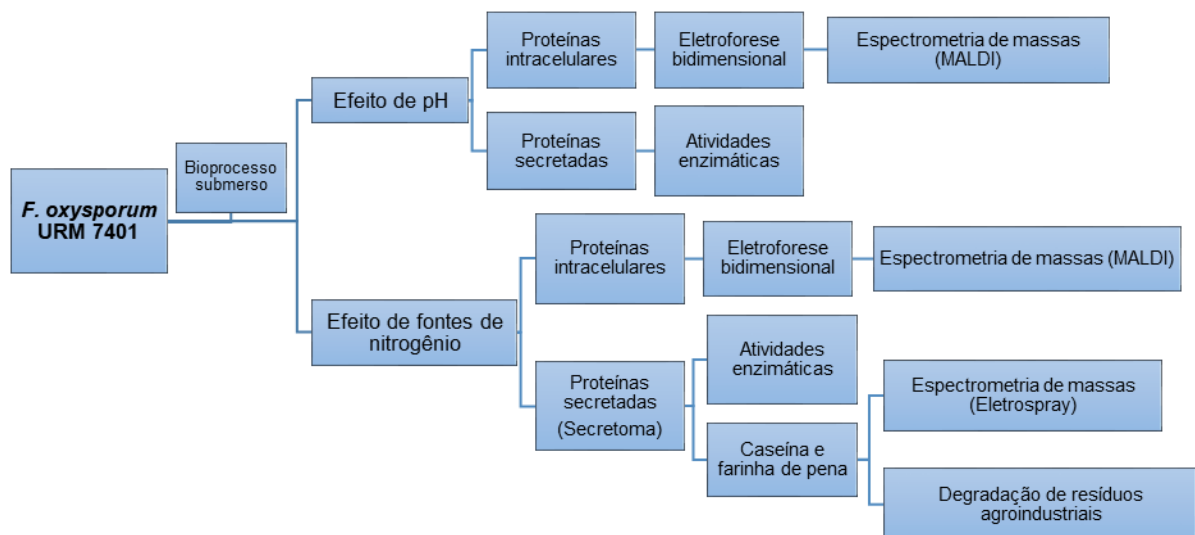 F. oxysporum
URM 7401
Bioprocesso
submerso
Efeito de pH
Proteínas
intracelulares
Eletroforese
bidimensional
Espectrometria de massas
(MALDI)
Proteínas
secretadas
Atividades
enzimáticas
Efeito de fontes de
nitrogênio
Proteínas
intracelulares
Eletroforese
bidimensional
Espectrometria de massas (MALDI)
Proteínas
secretadas
(Secretoma)
Atividades
enzimáticas
Caseína e
farinha de pena
Espectrometria de massas
(Eletrospray)
Degradação de resíduos
agroindustriais